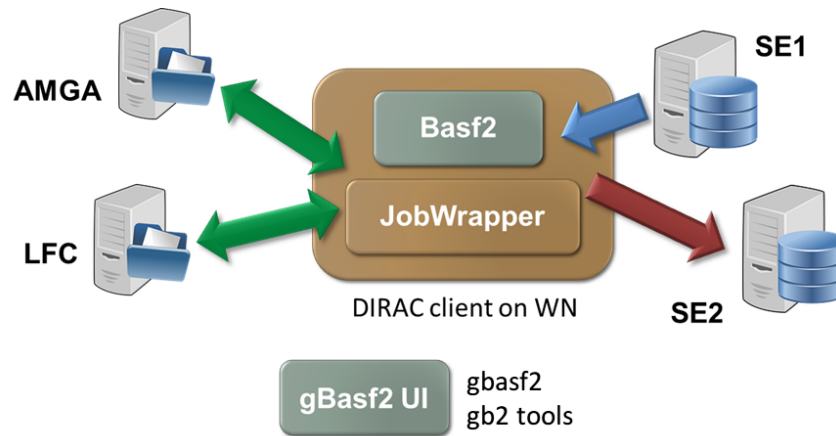 SE1
AMGA
Basf2
JobWrapper
LFC
DIRAC client on WN
SE2
gBasf2 UI
gbasf2
gb2 tools